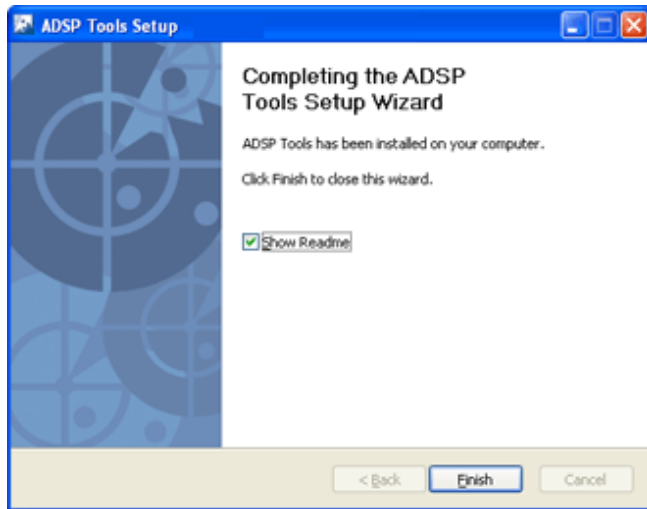 ADSP Tools Setup
Completing the ADSP
Tools Setup Wizard
ADSP Tools has been installed on your computer.
Click Finish to close this wizard.
Show Readme
< Back
Finish
Cancel